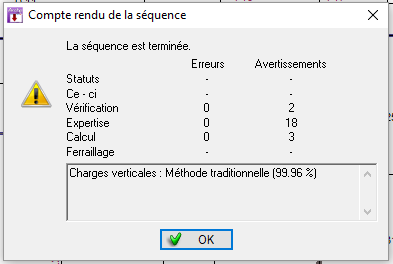 Compte rendu de la séquence
La séquence est terminée.
Erreurs Avertissements
Statuts - -
Ce - ci - -
Vérification 0 2
Expertise 0 18
Calcul 0 3
Ferraillage - -
Charges verticales : Méthode traditionnelle (99.96 %)
OK